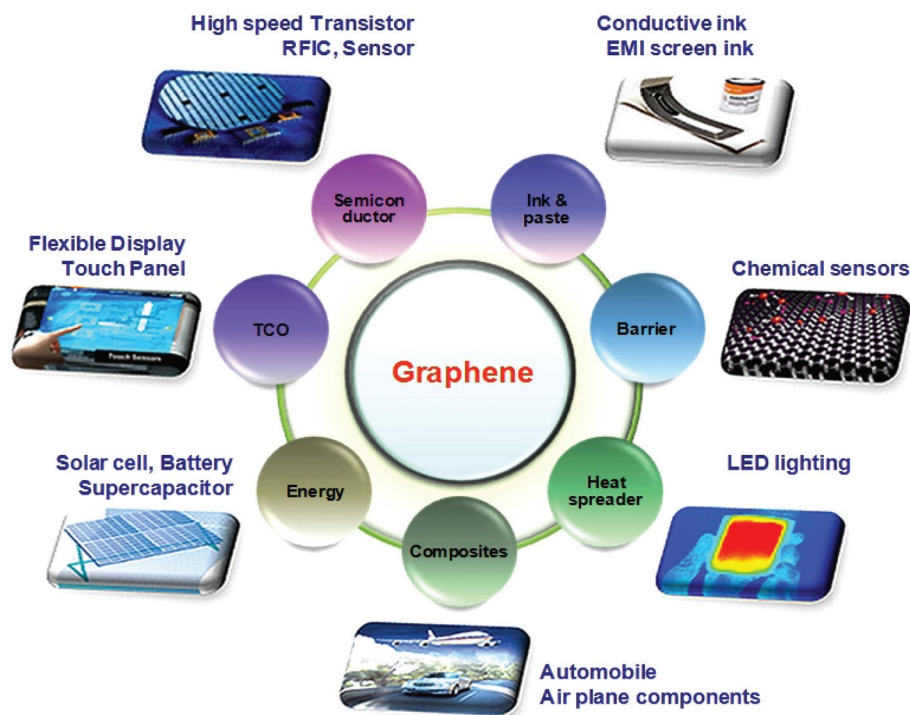 High speed Transistor
RFIC, Sensor
Conductive ink
EMI screen ink
Semicon
ductor
Ink &
paste
Flexible Display
Touch Panel
Touch Sensors
TCO
Graphene
Barrier
Chemical sensors
Solar cell, Battery
Supercapacitor
Energy
Composites
Heat
spreader
LED lighting
Automobile
Air plane components